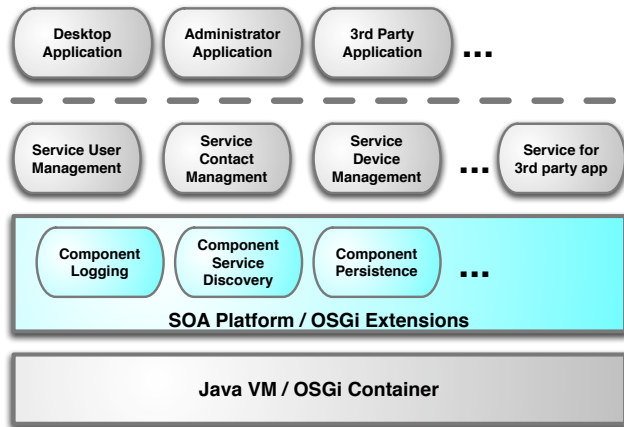 Desktop
Application
Administrator
Application
3rd Party
Application
...
Service User
Management
Service
Contact
Managment
Service
Device
Management
...
Service for
3rd party app
Component
Logging
Component
Service
Discovery
Component
Persistence
...
SOA Platform / OSGi Extensions
Java VM / OSGi Container